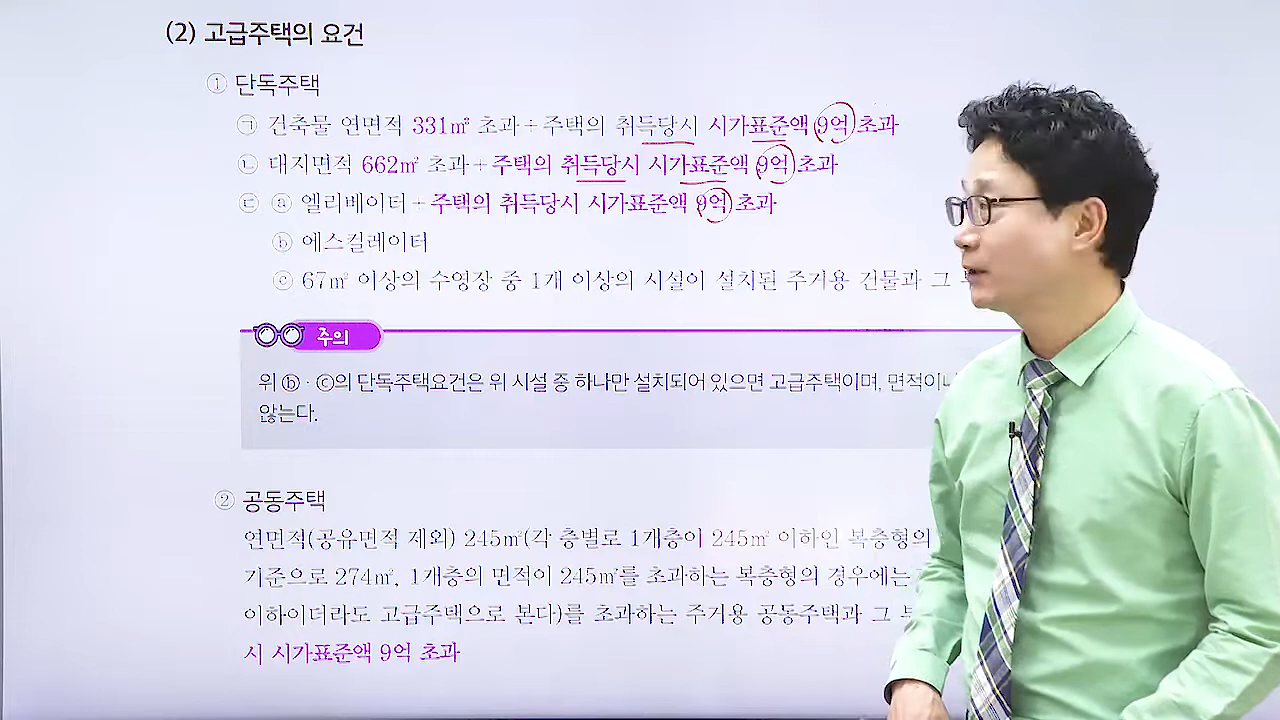 (2) 고급주택의 요건
① 단독주택
㉠ 건축물 연면적 331㎡ 초과+주택의 취득당시 시가표준액 9억 초과
㉡ 대지면적 662㎡ 초과+주택의 취득당시 시가표준액 9억 초과
㉢ ⓐ 엘리베이터+주택의 취득당시 시가표준액 9억 초과
ⓑ 에스컬레이터
ⓒ 67㎡ 이상의 수영장 중 1개 이상의 시설이 설치된 주거용 건물과 그
주의
위 ⓑ·ⓒ의 단독주택요건은 위 시설 중 하나만 설치되어 있으면 고급주택이며, 면적이나
않는다.
② 공동주택
연면적(공유면적 제외) 245㎡(각 층별로 1개층이 245㎡ 이하인 복층형의
기준으로 274㎡, 1개층의 면적이 245㎡를 초과하는 복층형의 경우에는
이하이더라도 고급주택으로 본다)를 초과하는 주거용 공동주택과 그
시 시가표준액 9억 초과